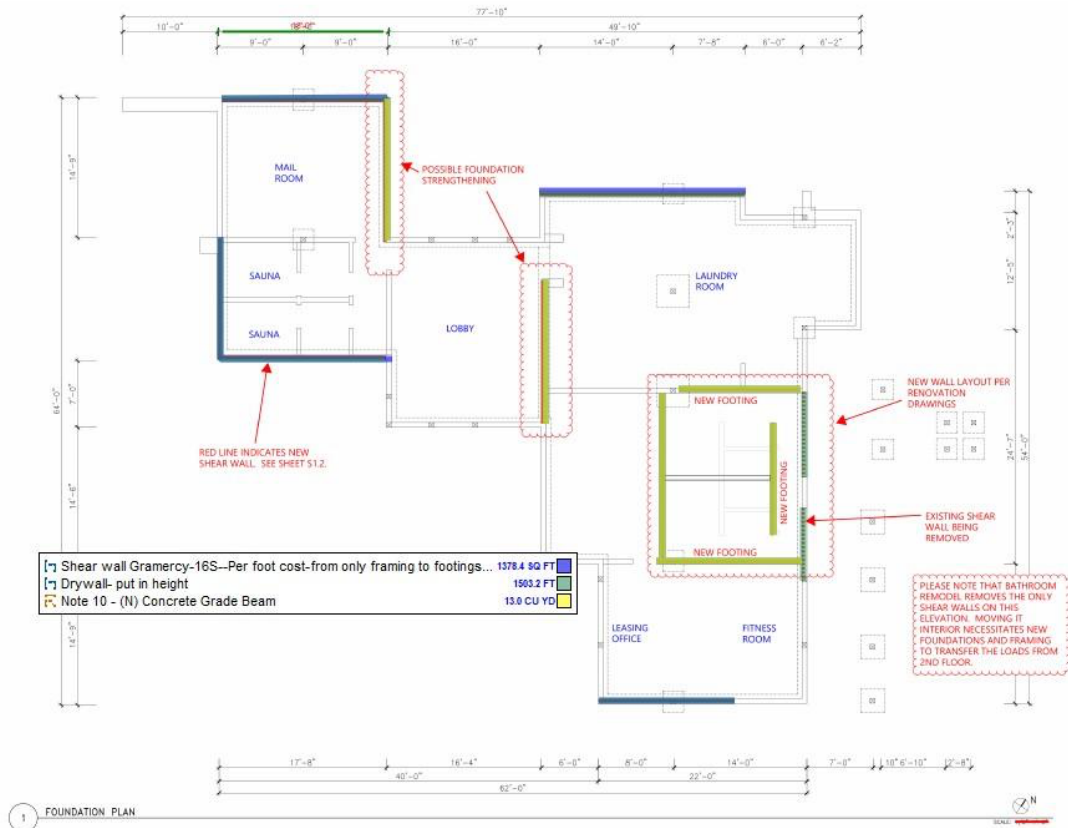 77'-10"
10'-0"
49'-10"
9'-0"
9'-0"
16'-0"
14'-0"
7'-8"
6'-0"
6'-2"
64'-0"
14'-9"
7'-0"
14'-6"
14'-9"
MAIL
ROOM
POSSIBLE FOUNDATION
STRENGTHENING
SAUNA
SAUNA
LOBBY
LAUNDRY
ROOM
2'-3"
12'-5"
24'-7"
54'-0"
RED LINE INDICATES NEW
SHEAR WALL. SEE SHEET S1.2.
NEW FOOTING
NEW FOOTING
NEW FOOTING
NEW WALL LAYOUT PER
RENOVATION
DRAWINGS
EXISTING SHEAR
WALL BEING
REMOVED
Shear wall Gramercy-16S--Per foot cost-from only framing to footings... 1378.4 SQ FT
Drywall- put in height 1503.2 FT
Note 10 - (N) Concrete Grade Beam 13.0 CU YD
LEASING
OFFICE
FITNESS
ROOM
PLEASE NOTE THAT BATHROOM
REMODEL REMOVES THE ONLY
SHEAR WALLS ON THIS
ELEVATION. MOVING IT
INTERIOR NECESSITATES NEW
FOUNDATIONS AND FRAMING
TO TRANSFER THE LOADS FROM
2ND FLOOR.
17'-8"
16'-4"
6'-0"
8'-0"
14'-0"
7'-0"
10"
6'-10"
2'-8"
40'-0"
22'-0"
62'-0"
1
FOUNDATION PLAN
N
SCALE: